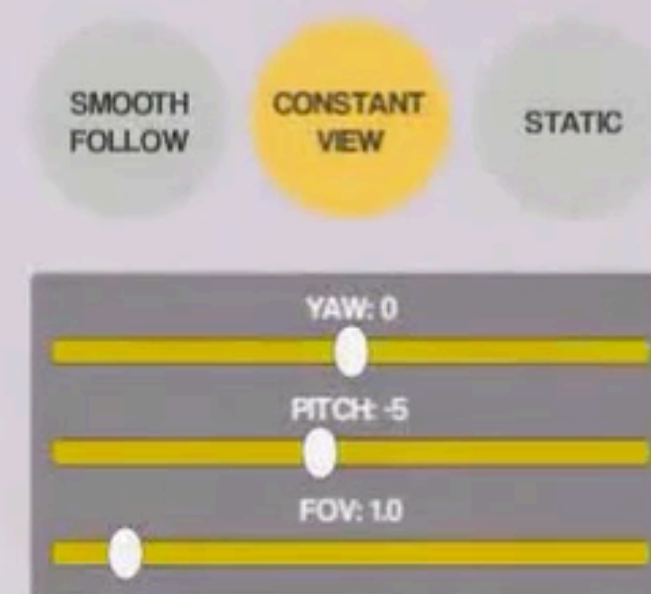 SMOOTH
FOLLOW
CONSTANT
VIEW
STATIC
YAW: 0
PITCH: -5
FOV: 1.0